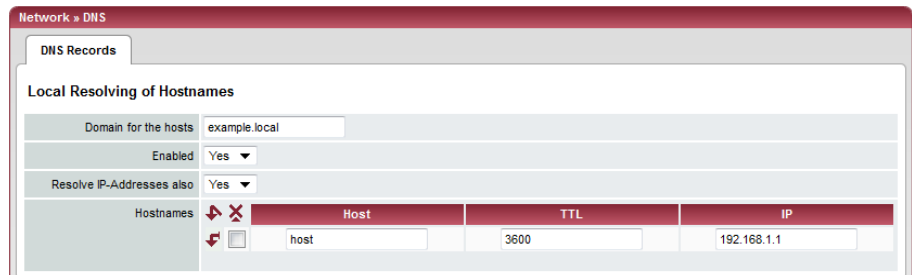 Network » DNS
DNS Records
Local Resolving of Hostnames
Domain for the hosts example.local
Enabled Yes
Resolve IP-Addresses also Yes
Hostnames Host TTL IP
host 3600 192.168.1.1